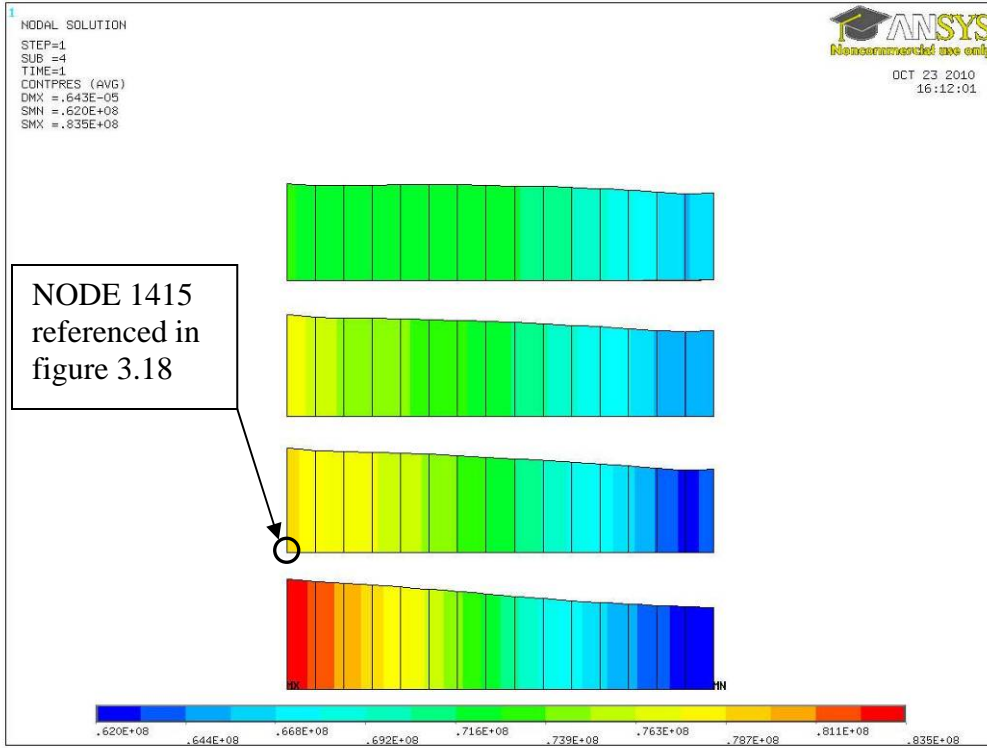 1
NODAL SOLUTION
STEP=1
SUB =4
TIME=1
CONTPRES (AVG)
DMX =.643E-05
SMN =.620E+08
SMX =.835E+08
ANSYS
Noncommercial use only
OCT 23 2010
16:12:01
NODE 1415
referenced in
figure 3.18
MX
MN
.620E+08
.644E+08
.668E+08
.692E+08
.716E+08
.739E+08
.763E+08
.787E+08
.811E+08
.835E+08